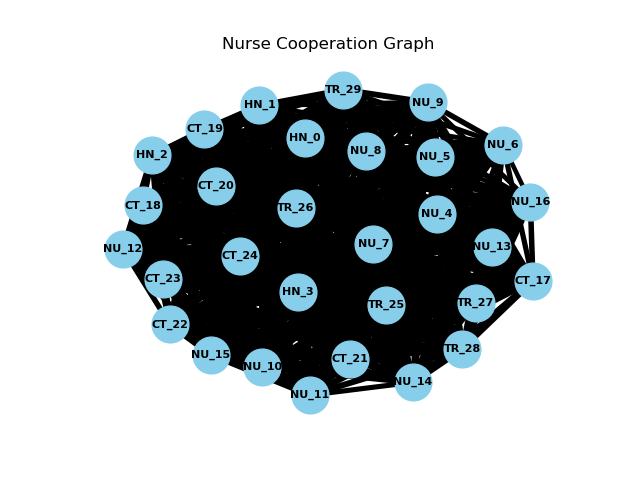 Nurse Cooperation Graph
TR_29
NU_9
HN_1
CT_19
HN_0
NU_6
NU_8
HN_2
NU_5
CT_20
NU_16
CT_18
TR_26
NU_4
NU_7
NU_13
NU_12
CT_24
CT_23
CT_17
HN_3
TR_25
TR_27
CT_22
TR_28
NU_15
CT_21
NU_10
NU_14
NU_11